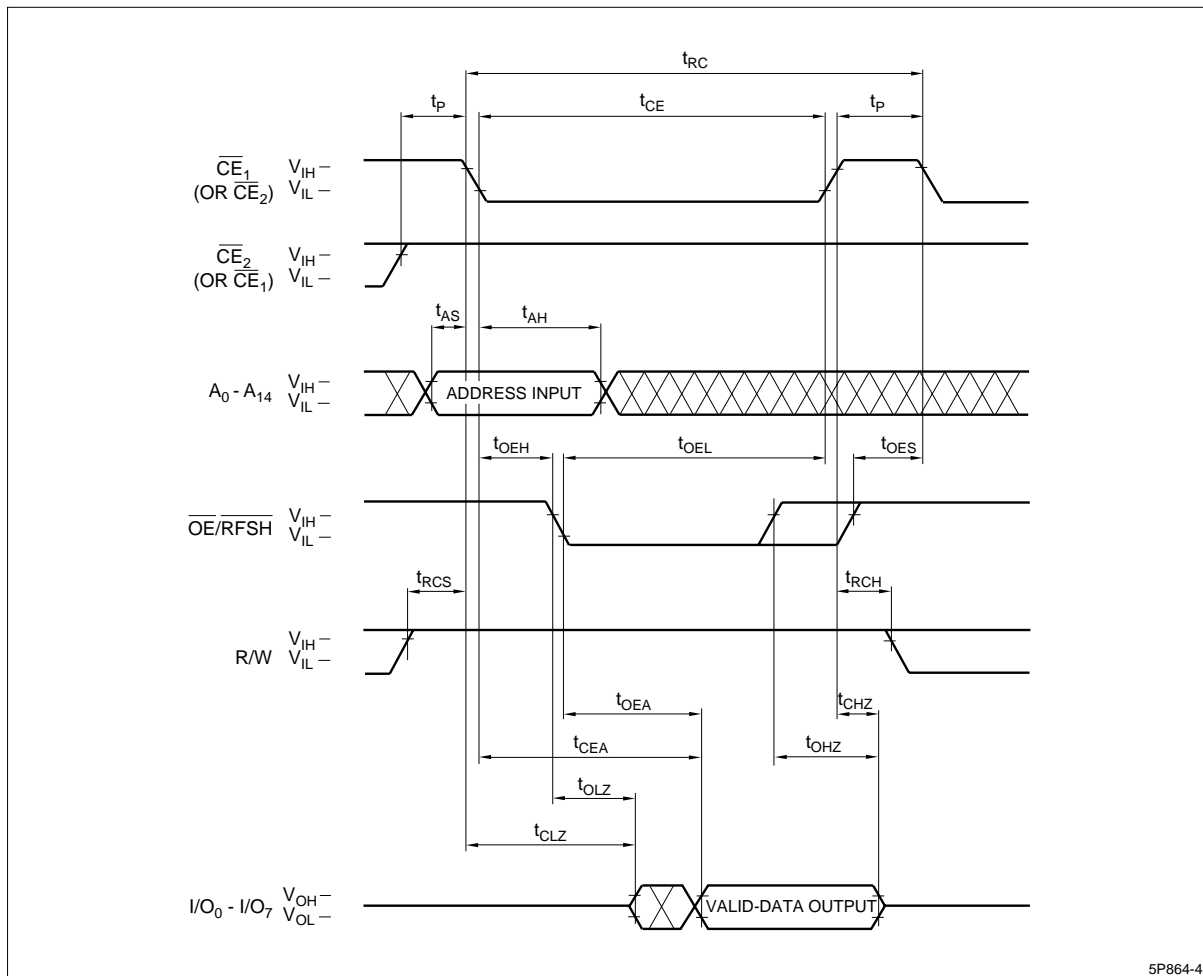 tRC
tP tCE tP
CE1 VIH
(OR CE2) VIL
CE2 VIH
(OR CE1) VIL
tAS tAH
A0 - A14 VIH
VIL
ADDRESS INPUT
tOEH tOEL tOES
OE/RFSH VIH
VIL
tRCS tRCH
R/W VIH
VIL
tOEA tCHZ
tCEA tOHZ
tOLZ
tCLZ
I/O0 - I/O7 VOH
VOL
VALID-DATA OUTPUT
5P864-4